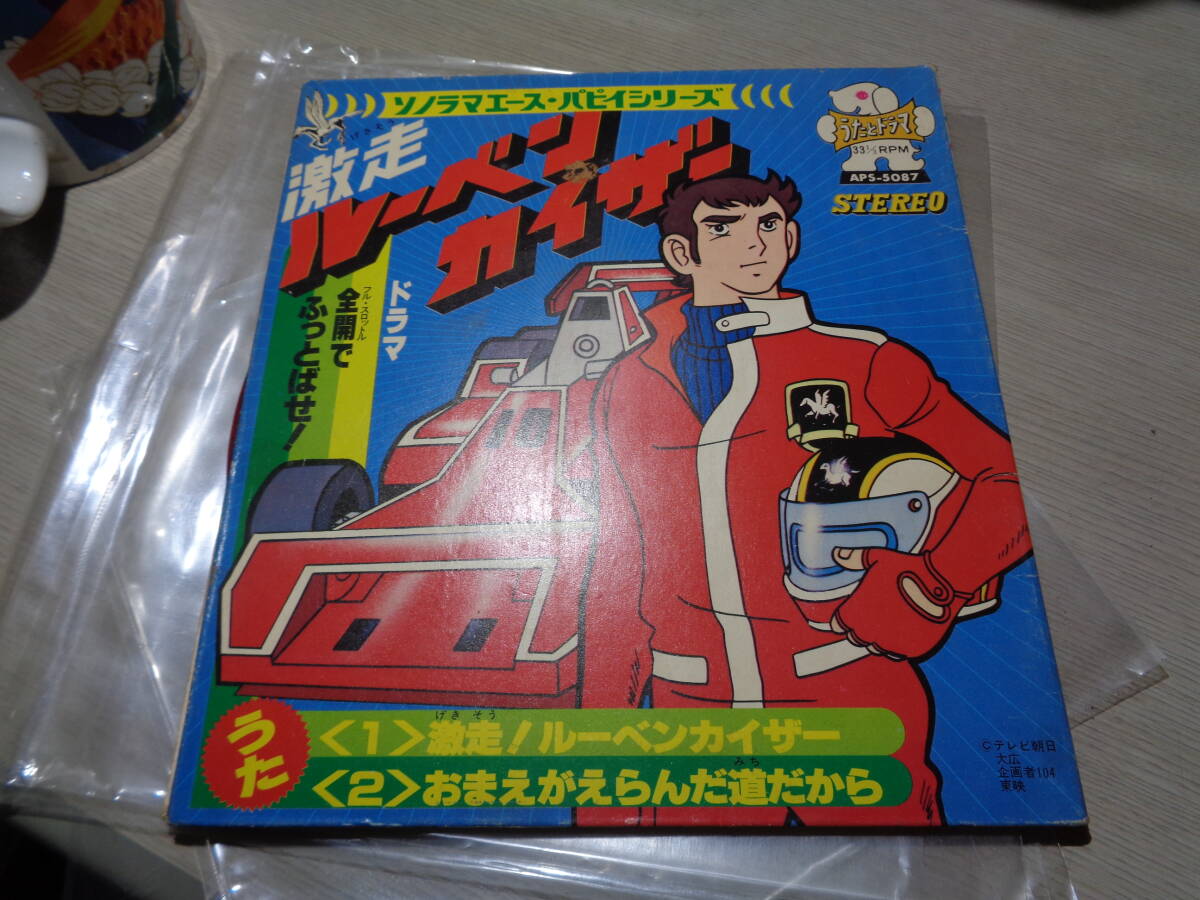 ソノラマエース・パピイシリーズ
げきそう
激走
ルーベン
カイザー
うたとドラマ
33 1/3 RPM
APS-5087
STEREO
ドラマ
フル・スロットル
全開で
ふっとばせ!
うた
げきそう
〈1〉激走!ルーベンカイザー
みち
〈2〉おまえがえらんだ道だから
©テレビ朝日
大広
企画者104
東映